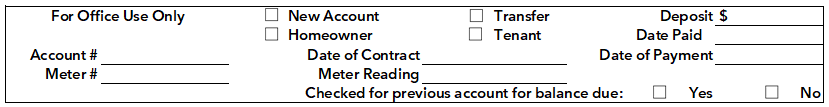 For Office Use Only ☐ New Account ☐ Transfer Deposit $
☐ Homeowner ☐ Tenant Date Paid
Account # Date of Contract Date of Payment
Meter # Meter Reading
Checked for previous account for balance due: ☐ Yes ☐ No